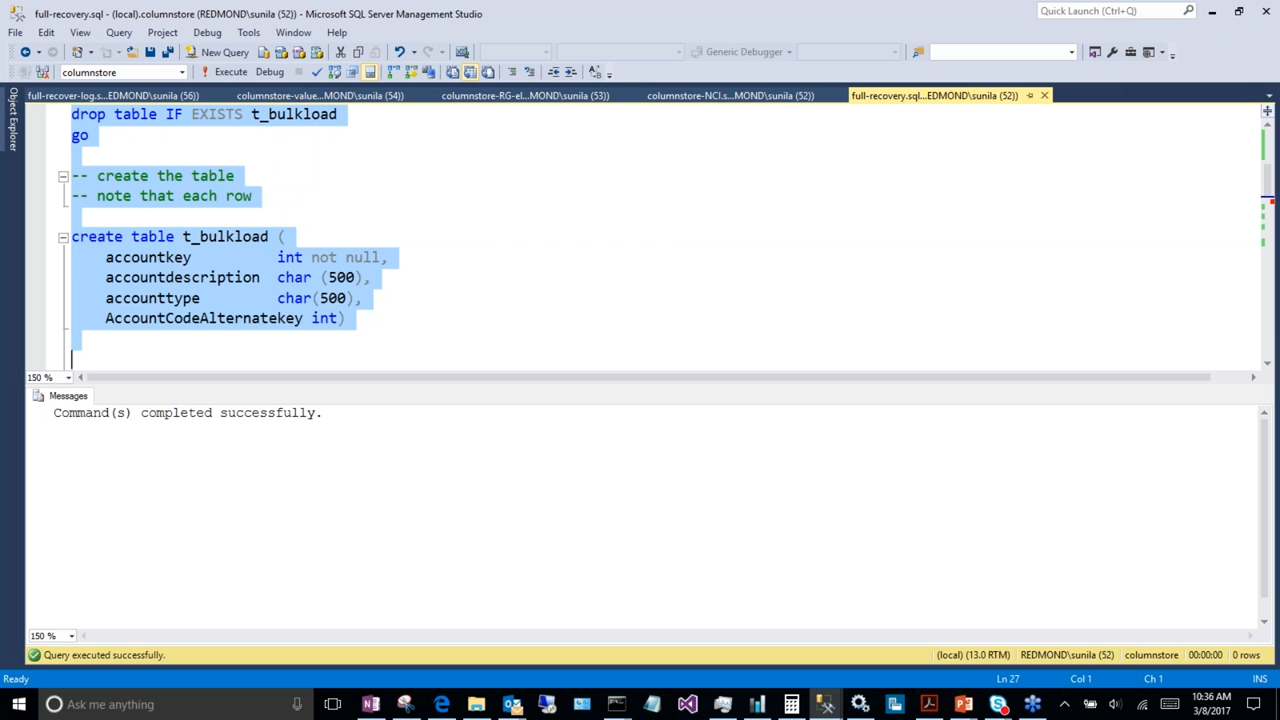 full-recovery.sql - (local).columnstore (REDMOND\sunila (52)) - Microsoft SQL Server Management Studio
Quick Launch (Ctrl+Q)
File Edit View Query Project Debug Tools Window Help
New Query Generic Debugger
columnstore Execute Debug
full-recover-log.s...EDMOND\sunila (56)) columnstore-value...MOND\sunila (54)) columnstore-RG-el...MOND\sunila (53)) columnstore-NCI.s...MOND\sunila (52)) full-recovery.sql...EDMOND\sunila (52))
Object Explorer
drop table IF EXISTS t_bulkload
go
-- create the table
-- note that each row
create table t_bulkload (
accountkey int not null,
accountdescription char (500),
accounttype char(500),
AccountCodeAlternatekey int)
150 %
Messages
Command(s) completed successfully.
150 %
Query executed successfully. (local) (13.0 RTM) REDMOND\sunila (52) columnstore 00:00:00 0 rows
Ready Ln 27 Col 1 Ch 1 INS
Ask me anything
10:36 AM
3/8/2017